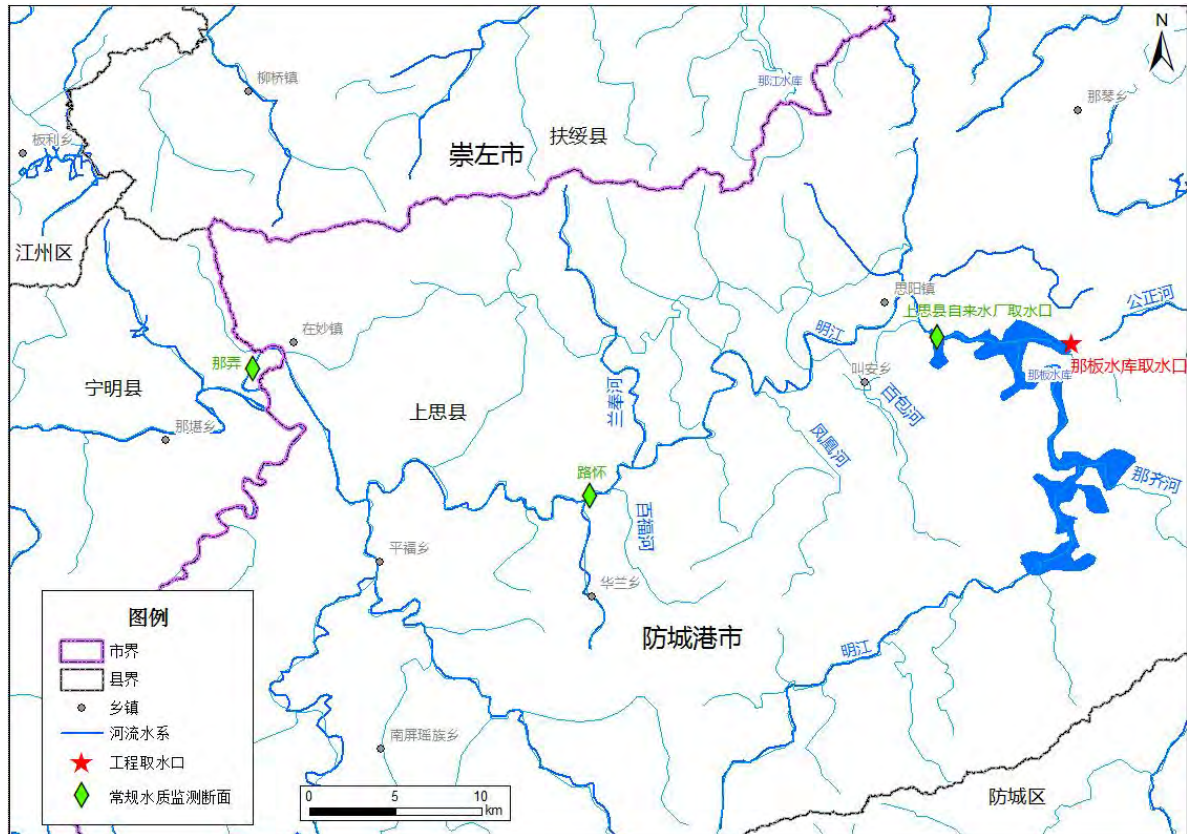 N
柳桥镇
那江水库
那琴乡
板利乡
扶绥县
崇左市
江州区
思阳镇
公正河
上思县自来水厂取水口
明江
在妙镇
那板水库取水口
那弄
叫安乡
那板水库
宁明县
兰奉河
百包河
上思县
那堪乡
凤凰河
路怀
那齐河
百福河
平福乡
华兰乡
防城港市
明江
南屏瑶族乡
防城区
图例
市界
县界
乡镇
河流水系
工程取水口
常规水质监测断面
0 5 10
km